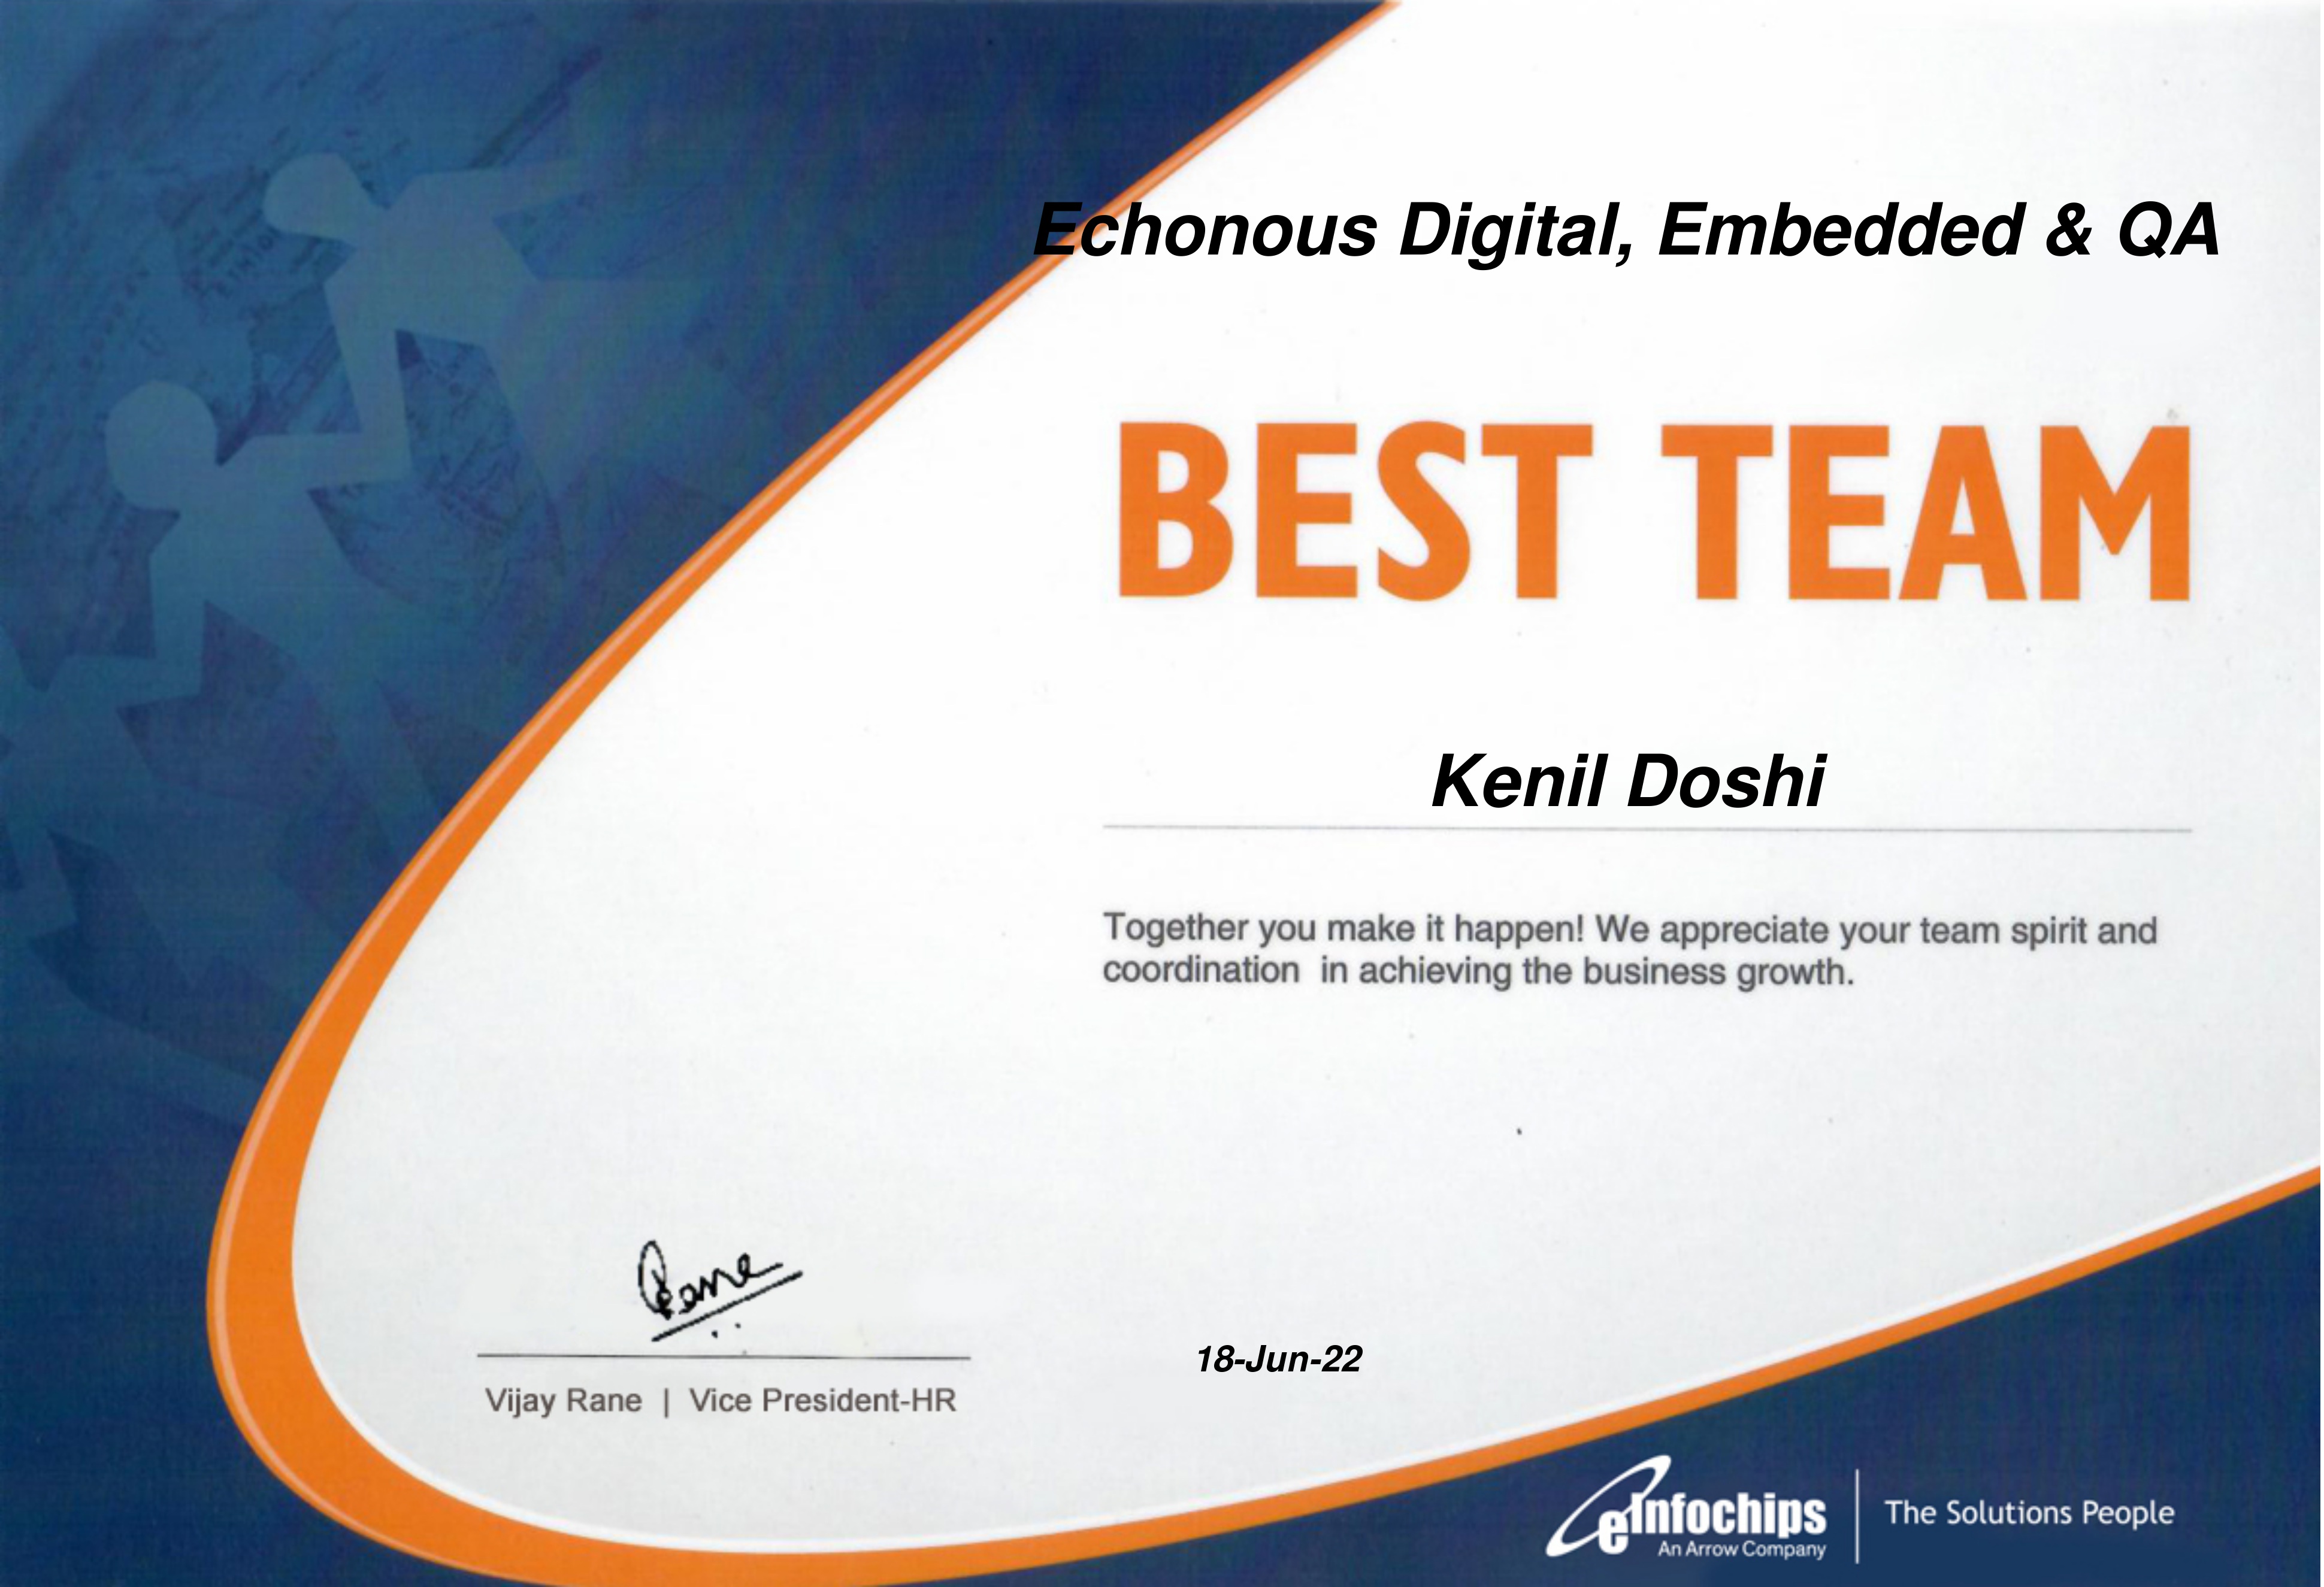 Echonous Digital, Embedded & QA
BEST TEAM
Kenil Doshi
Together you make it happen! We appreciate your team spirit and
coordination  in achieving the business growth.
Rane
Vijay Rane | Vice President-HR
18-Jun-22
eInfochips
An Arrow Company
The Solutions People